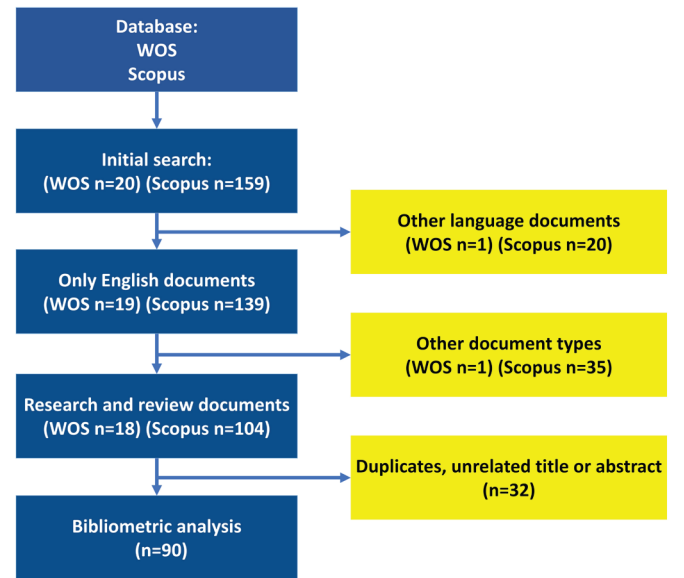 Database:
WOS
Scopus
Initial search:
(WOS n=20) (Scopus n=159)
Other language documents
(WOS n=1) (Scopus n=20)
Only English documents
(WOS n=19) (Scopus n=139)
Other document types
(WOS n=1) (Scopus n=35)
Research and review documents
(WOS n=18) (Scopus n=104)
Duplicates, unrelated title or abstract
(n=32)
Bibliometric analysis
(n=90)